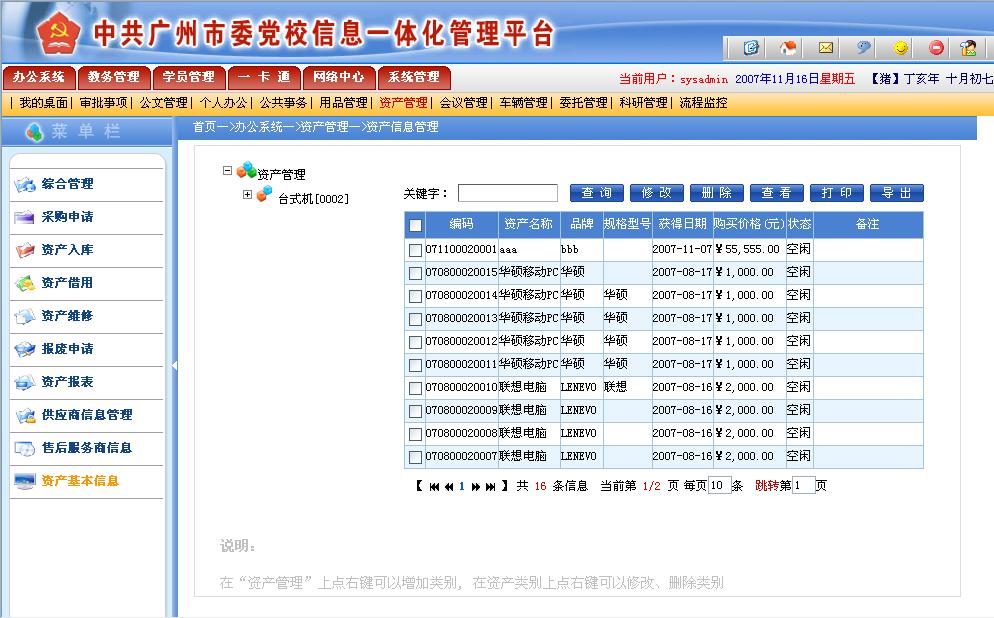 中共广州市委党校信息一体化管理平台
办公系统 教务管理 学员管理 一 卡 通 网络中心 系统管理 当前用户：sysadmin 2007年11月16日星期五 【猪】丁亥年 十月初七
| 我的桌面| 审批事项| 公文管理| 个人办公| 公共事务| 用品管理| 资产管理| 会议管理| 车辆管理| 委托管理| 科研管理| 流程监控
菜 单 栏
首页—>办公系统—>资产管理—>资产信息管理
综合管理
采购申请
资产入库
资产借用
资产维修
报废申请
资产报表
供应商信息管理
售后服务商信息
资产基本信息
资产管理
台式机[0002]
关键字： 查 询 修 改 删 除 查 看 打 印 导 出
编码 资产名称 品牌 规格型号 获得日期 购买价格(元) 状态 备注
071100020001 aaa bbb 2007-11-07 ¥55,555.00 空闲
070800020015 华硕移动PC 华硕 2007-08-17 ¥1,000.00 空闲
070800020014 华硕移动PC 华硕 华硕 2007-08-17 ¥1,000.00 空闲
070800020013 华硕移动PC 华硕 华硕 2007-08-17 ¥1,000.00 空闲
070800020012 华硕移动PC 华硕 华硕 2007-08-17 ¥1,000.00 空闲
070800020011 华硕移动PC 华硕 华硕 2007-08-17 ¥1,000.00 空闲
070800020010 联想电脑 LENEVO 联想 2007-08-16 ¥2,000.00 空闲
070800020009 联想电脑 LENEVO 2007-08-16 ¥2,000.00 空闲
070800020008 联想电脑 LENEVO 2007-08-16 ¥2,000.00 空闲
070800020007 联想电脑 LENEVO 2007-08-16 ¥2,000.00 空闲
【 1 】 共 16 条信息 当前第 1/2 页 每页 10 条 跳转第 1 页
说明：
在“资产管理”上点右键可以增加类别, 在资产类别上点右键可以修改、删除类别